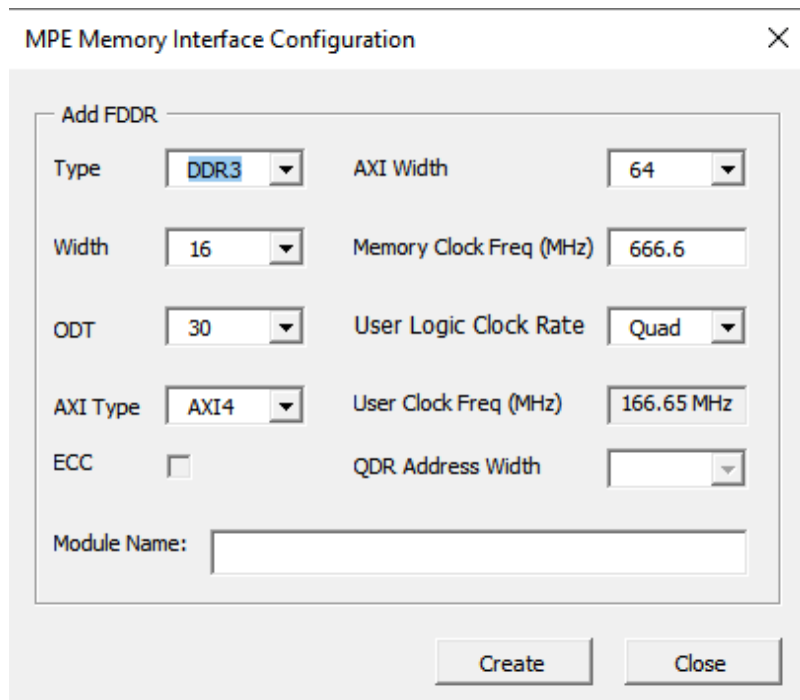 MPE Memory Interface Configuration
Add FDDR
Type DDR3 AXI Width 64
Width 16 Memory Clock Freq (MHz) 666.6
ODT 30 User Logic Clock Rate Quad
AXI Type AXI4 User Clock Freq (MHz) 166.65 MHz
ECC QDR Address Width
Module Name:
Create Close